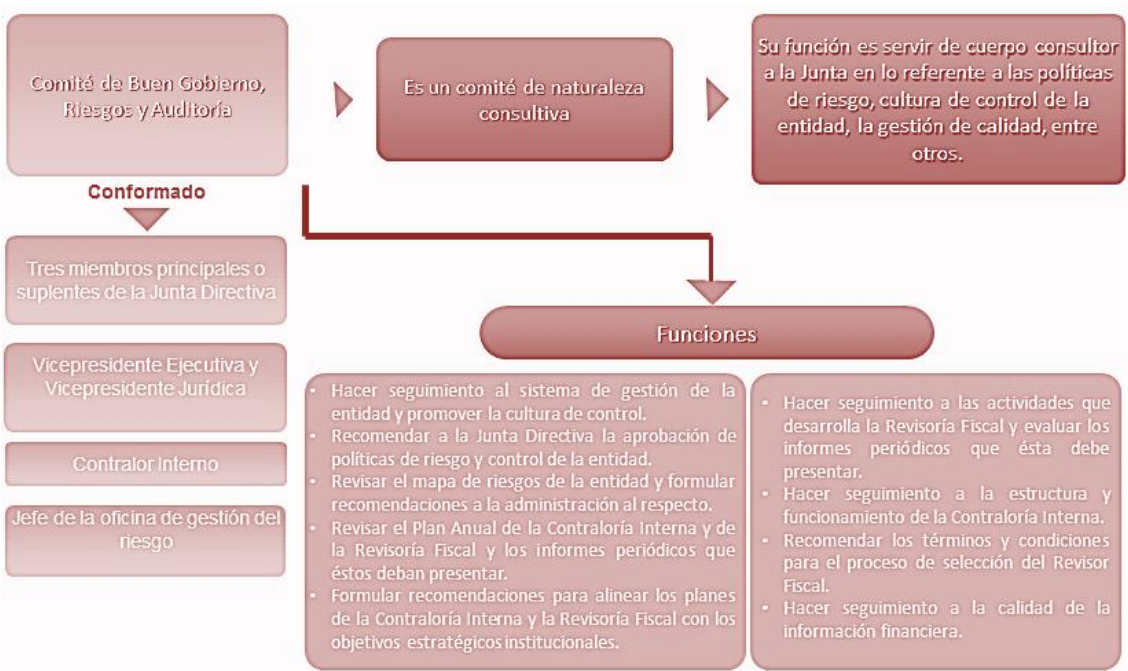 Comité de Buen Gobierno,
Riesgos y Auditoría
Es un comité de naturaleza
consultiva
Su función es servir de cuerpo consultor
a la Junta en lo referente a las políticas
de riesgo, cultura de control de la
entidad, la gestión de calidad, entre
otros.
Conformado
Tres miembros principales o
suplentes de la Junta Directiva
Vicepresidente Ejecutiva y
Vicepresidente Jurídica
Contralor Interno
Jefe de la oficina de gestión del
riesgo
Funciones
• Hacer seguimiento al sistema de gestión de la
entidad y promover la cultura de control.
• Recomendar a la Junta Directiva la aprobación de
políticas de riesgo y control de la entidad.
• Revisar el mapa de riesgos de la entidad y formular
recomendaciones a la administración al respecto.
• Revisar el Plan Anual de la Contraloría Interna y de
la Revisoría Fiscal y los informes periódicos que
éstos deban presentar.
• Formular recomendaciones para alinear los planes
de la Contraloría Interna y la Revisoría Fiscal con los
objetivos estratégicos institucionales.
• Hacer seguimiento a las actividades que
desarrolla la Revisoría Fiscal y evaluar los
informes periódicos que ésta debe
presentar.
• Hacer seguimiento a la estructura y
funcionamiento de la Contraloría Interna.
• Recomendar los términos y condiciones
para el proceso de selección del Revisor
Fiscal.
• Hacer seguimiento a la calidad de la
información financiera.